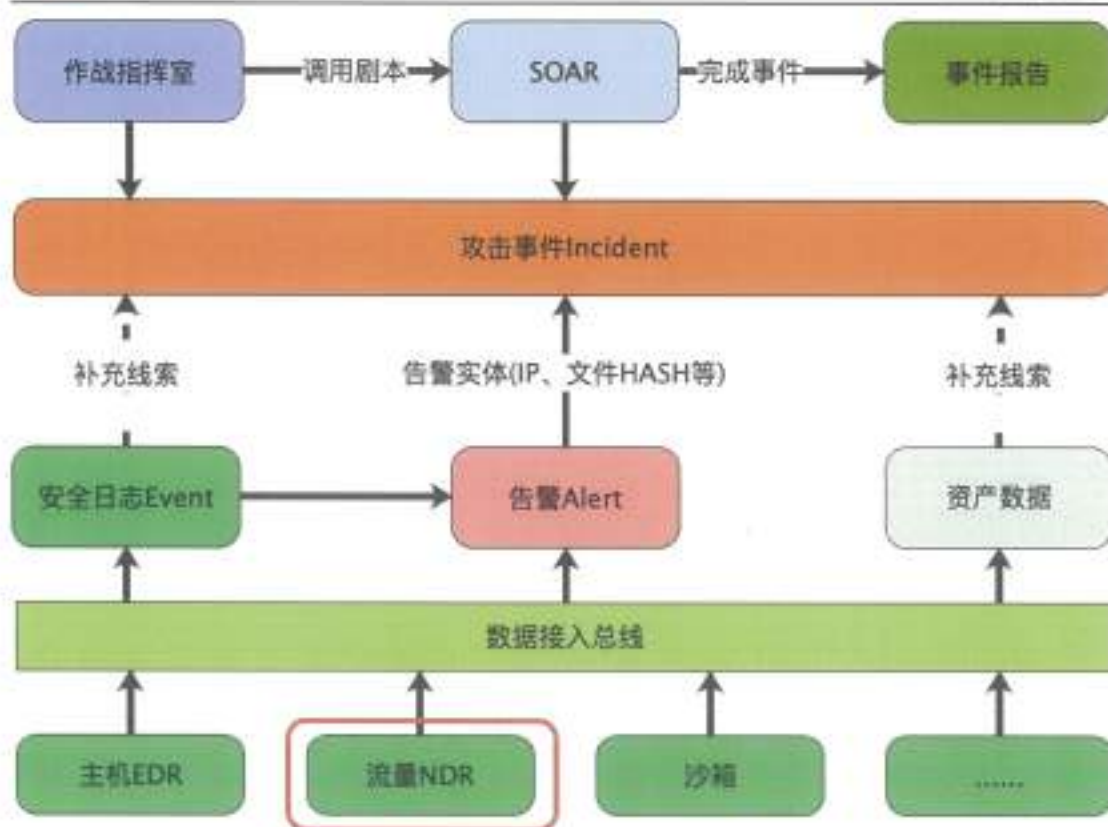 作战指挥室
调用剧本
SOAR
完成事件
事件报告
攻击事件Incident
补充线索
告警实体(IP、文件HASH等)
补充线索
安全日志Event
告警Alert
资产数据
数据接入总线
主机EDR
流量NDR
沙箱
......